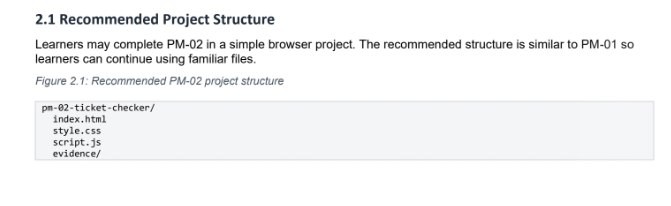 2.1 Recommended Project Structure
Learners may complete PM-02 in a simple browser project. The recommended structure is similar to PM-01 so
learners can continue using familiar files.
Figure 2.1: Recommended PM-02 project structure
pm-02-ticket-checker/
index.html
style.css
script.js
evidence/